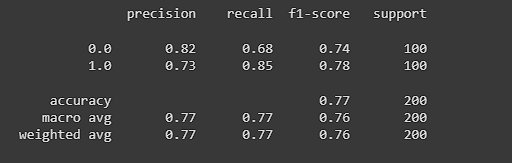 precision recall f1-score support
0.0 0.82 0.68 0.74 100
1.0 0.73 0.85 0.78 100
accuracy 0.77 200
macro avg 0.77 0.77 0.76 200
weighted avg 0.77 0.77 0.76 200